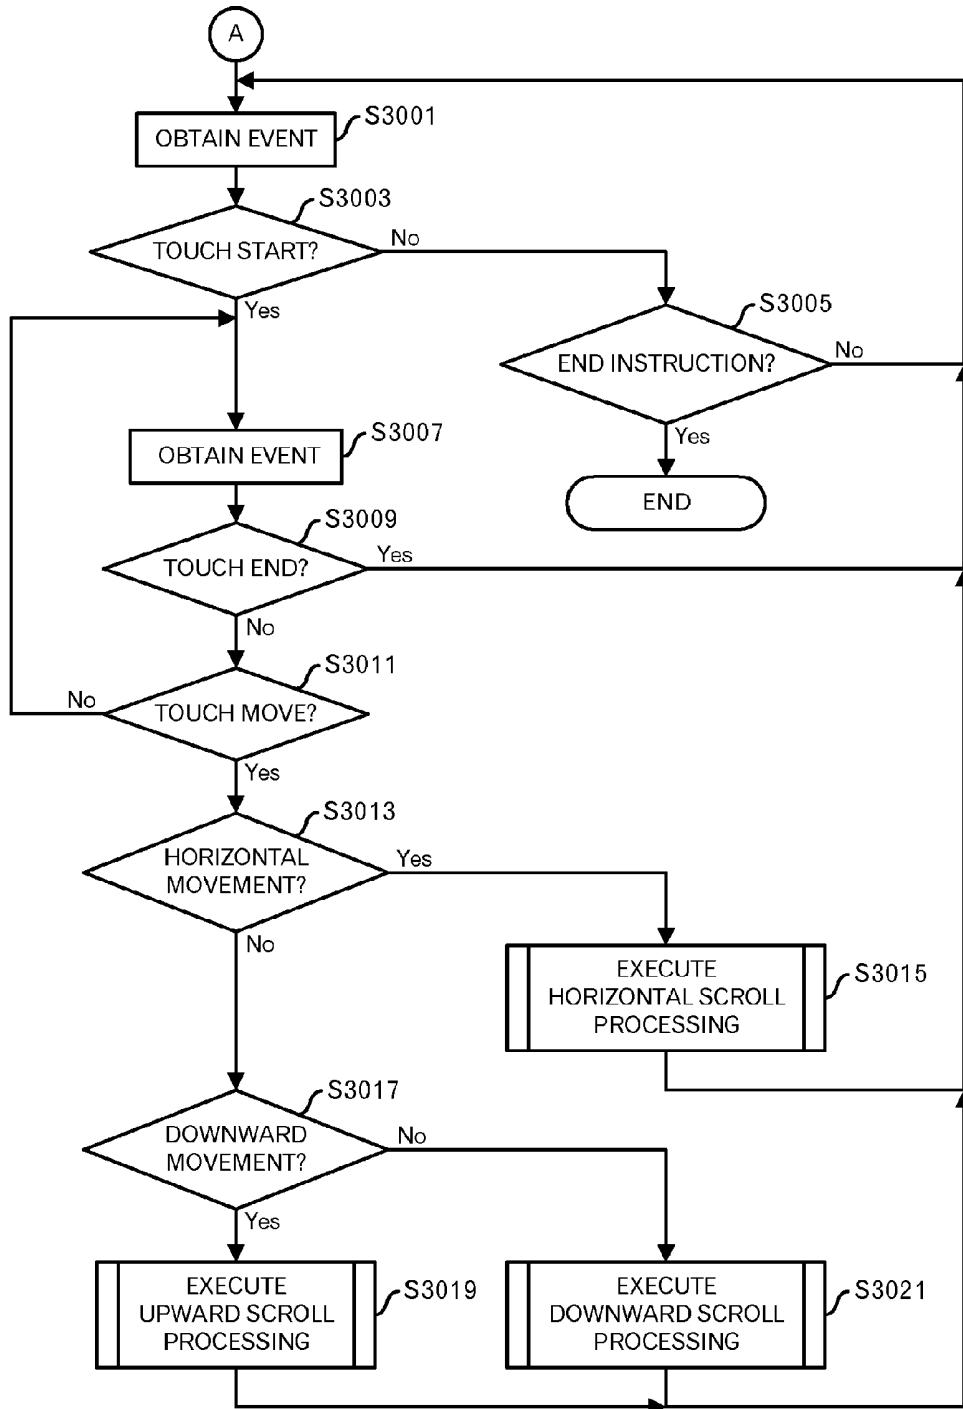 A
OBTAIN EVENT
S3001
TOUCH START?
S3003
No
Yes
END INSTRUCTION?
S3005
No
Yes
END
OBTAIN EVENT
S3007
TOUCH END?
S3009
Yes
No
TOUCH MOVE?
S3011
No
Yes
HORIZONTAL
MOVEMENT?
S3013
Yes
No
EXECUTE
HORIZONTAL SCROLL
PROCESSING
S3015
DOWNWARD
MOVEMENT?
S3017
No
Yes
EXECUTE
UPWARD SCROLL
PROCESSING
S3019
EXECUTE
DOWNWARD SCROLL
PROCESSING
S3021